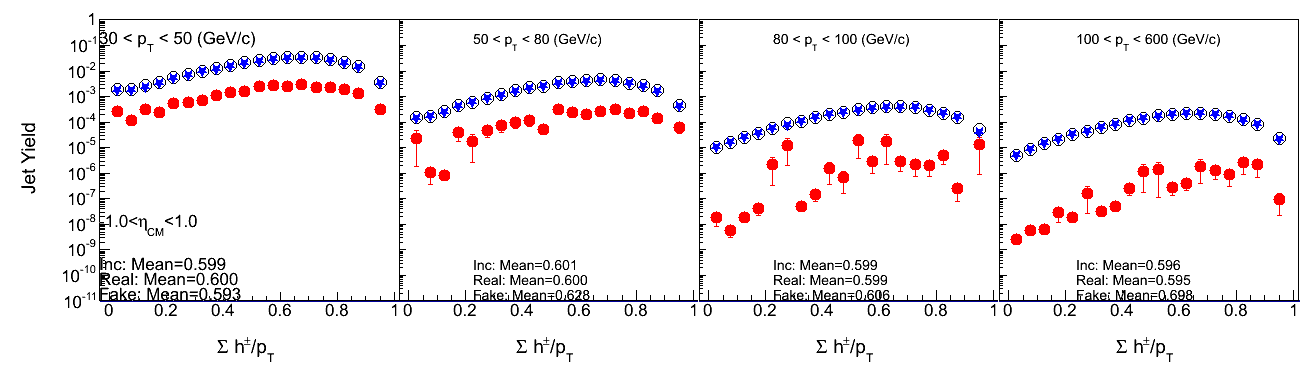 Jet Yield
1
10⁻¹
10⁻²
10⁻³
10⁻⁴
10⁻⁵
10⁻⁶
10⁻⁷
10⁻⁸
10⁻⁹
10⁻¹⁰
10⁻¹¹
30 < p_T < 50 (GeV/c)
1.0<η_CM<1.0
Inc: Mean=0.599
Real: Mean=0.600
Fake: Mean=0.593
0 0.2 0.4 0.6 0.8 1
Σ h±/p_T
50 < p_T < 80 (GeV/c)
Inc: Mean=0.601
Real: Mean=0.600
Fake: Mean=0.628
0.2 0.4 0.6 0.8 1
Σ h±/p_T
80 < p_T < 100 (GeV/c)
Inc: Mean=0.599
Real: Mean=0.599
Fake: Mean=0.606
0 0.2 0.4 0.6 0.8 1
Σ h±/p_T
100 < p_T < 600 (GeV/c)
Inc: Mean=0.596
Real: Mean=0.595
Fake: Mean=0.698
0 0.2 0.4 0.6 0.8 1
Σ h±/p_T